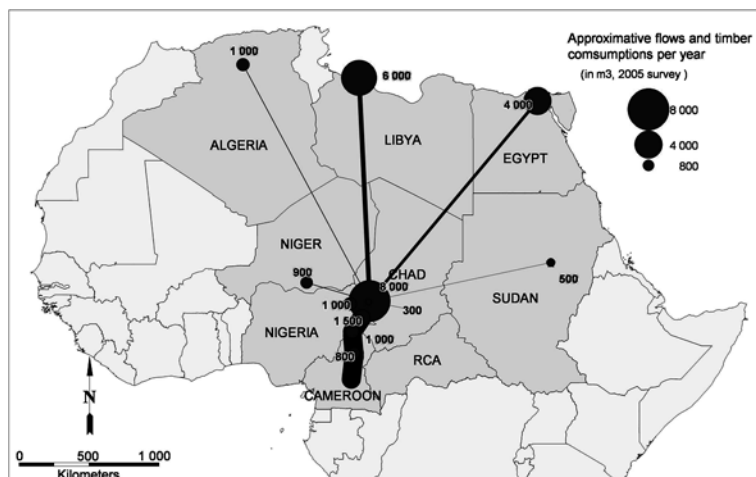 Approximative flows and timber
comsumptions per year
(in m3, 2005 survey )
8 000
4 000
800
1 000
6 000
4 000
ALGERIA
LIBYA
EGYPT
NIGER
900
CHAD
8 000
500
1 000
300
SUDAN
1 500
NIGERIA
1 000
800
RCA
CAMEROON
N
0 500 1 000
Kilometers